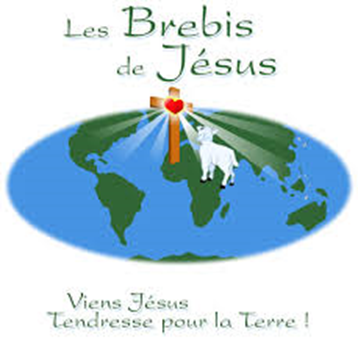 Les Brebis
de Jésus
Viens Jésus
Tendresse pour la Terre !